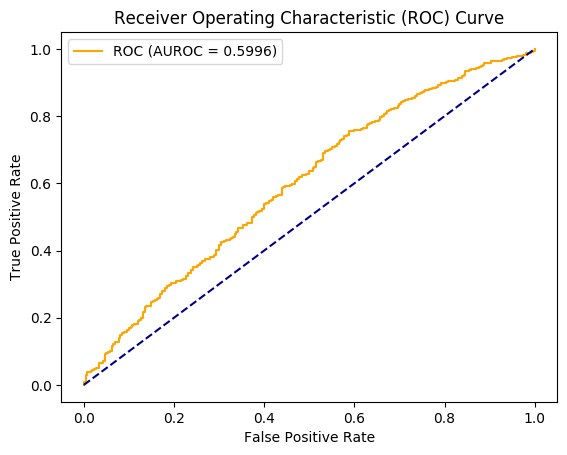 Receiver Operating Characteristic (ROC) Curve
ROC (AUROC = 0.5996)
True Positive Rate
1.0
0.8
0.6
0.4
0.2
0.0
0.0 0.2 0.4 0.6 0.8 1.0
False Positive Rate